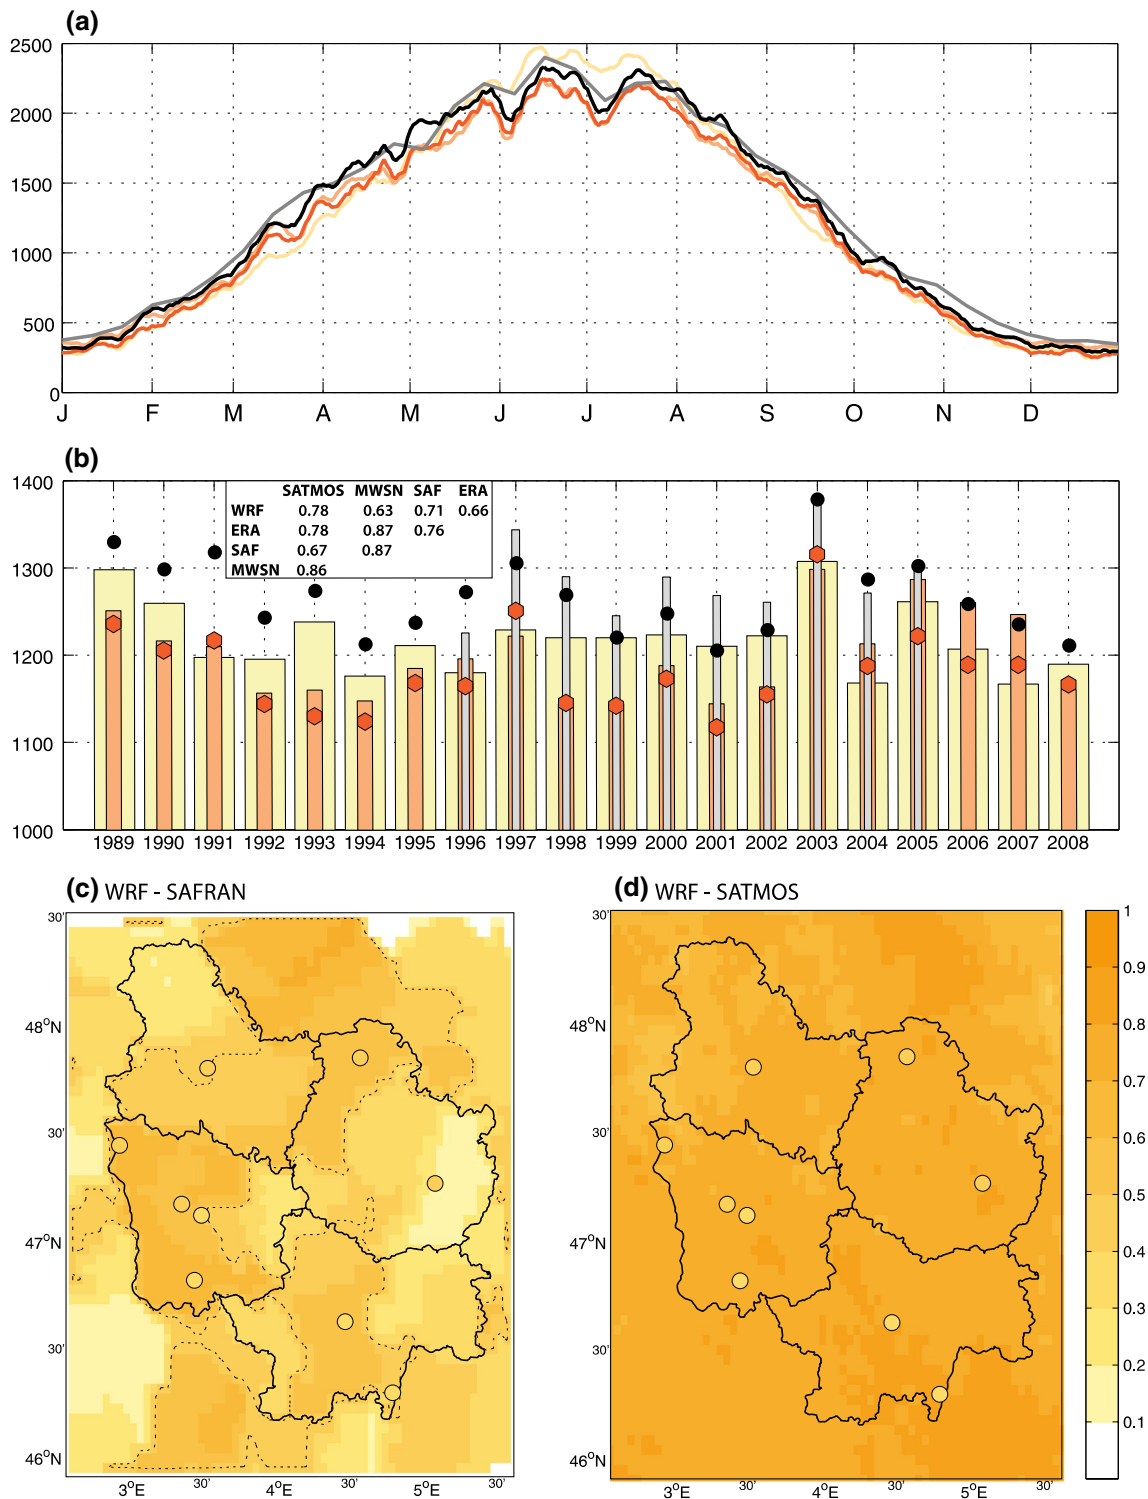 (a)
2500
2000
1500
1000
500
0
J F M A M J J A S O N D
(b)
1400
1300
1200
1100
1000
SATMOS MWSN SAF ERA
WRF 0.78 0.63 0.71 0.66
ERA 0.78 0.87 0.76
SAF 0.67 0.87
MWSN 0.86
1989 1990 1991 1992 1993 1994 1995 1996 1997 1998 1999 2000 2001 2002 2003 2004 2005 2006 2007 2008
(c) WRF - SAFRAN
30'
48°N
30'
47°N
30'
46°N
3°E 30' 4°E 30' 5°E 30'
(d) WRF - SATMOS
30'
48°N
30'
47°N
30'
46°N
3°E 30' 4°E 30' 5°E 30'
1
0.9
0.8
0.7
0.6
0.5
0.4
0.3
0.2
0.1